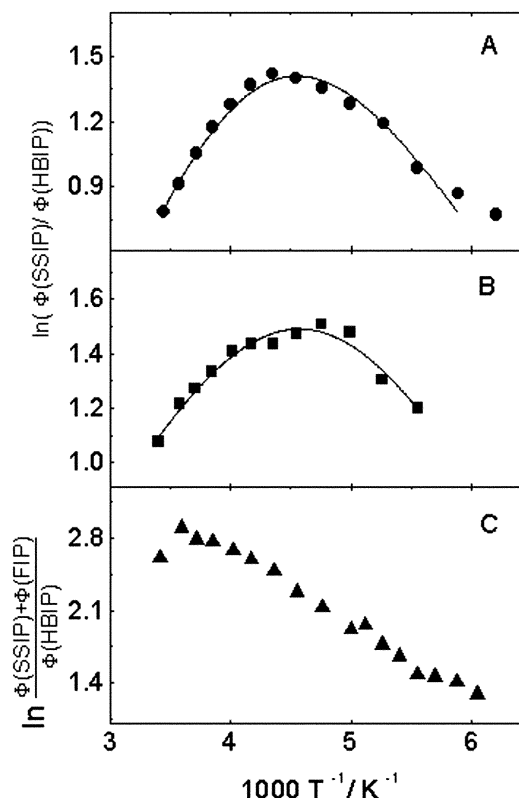 A
1.5
1.2
0.9
ln( Φ(SSIP)/ Φ(HBIP))
B
1.6
1.4
1.2
1.0
C
2.8
2.1
1.4
ln Φ(SSIP)+Φ(FIP)
Φ(HBIP)
3 4 5 6
1000 T⁻¹/ K⁻¹